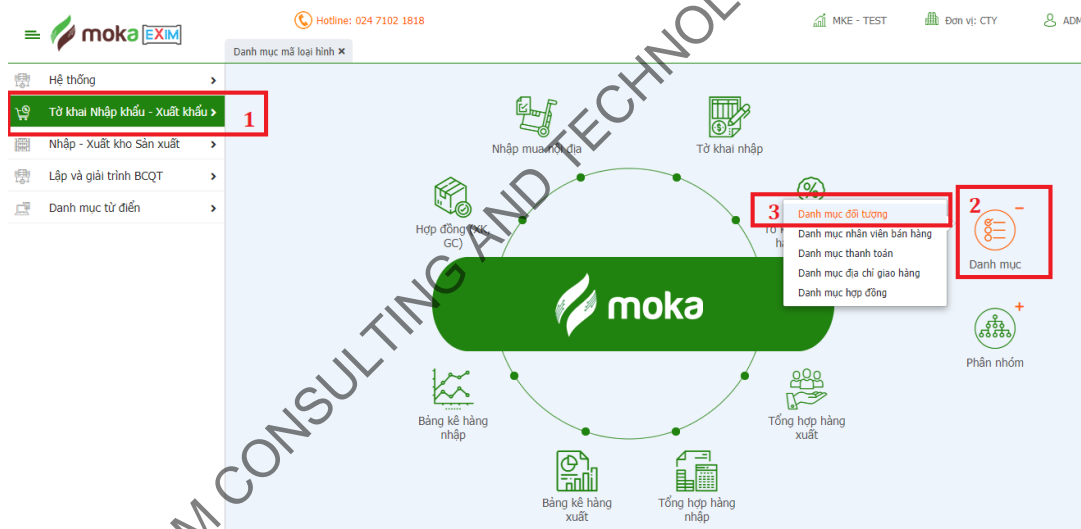 moka EXIM
Hotline: 024 7102 1818
MKE - TEST
Đơn vị: CTY
ADM
Danh mục mã loại hình ×
Hệ thống
Tờ khai Nhập khẩu - Xuất khẩu
1
Nhập - Xuất kho Sản xuất
Lập và giải trình BCQT
Danh mục từ điển
Nhập mua nội địa
Tờ khai nhập
Hợp đồng (XK,
GC)
3
Danh mục đối tượng
Danh mục nhân viên bán hàng
Danh mục thanh toán
Danh mục địa chỉ giao hàng
Danh mục hợp đồng
2
Danh mục
moka
Phân nhóm
Bảng kê hàng
nhập
Tổng hợp hàng
xuất
Bảng kê hàng
xuất
Tổng hợp hàng
nhập
CONSULTING AND TECHNOL